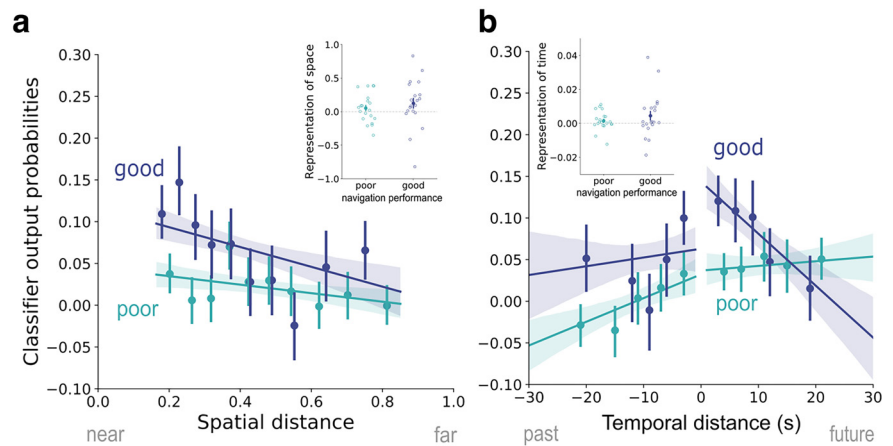 a
Classifier output probabilities
0.30
0.25
0.20
0.15
0.10
0.05
0.00
−0.05
−0.10
0.0
0.2
0.4
0.6
0.8
1.0
Spatial distance
near
far
good
poor
Representation of space
1.0
0.5
0.0
−0.5
−1.0
poor
good
navigation performance
b
0.30
0.25
0.20
0.15
0.10
0.05
0.00
−0.05
−0.10
−30
−20
−10
0
10
20
30
Temporal distance (s)
past
future
good
poor
Representation of time
0.04
0.02
0.00
−0.02
poor
good
navigation performance